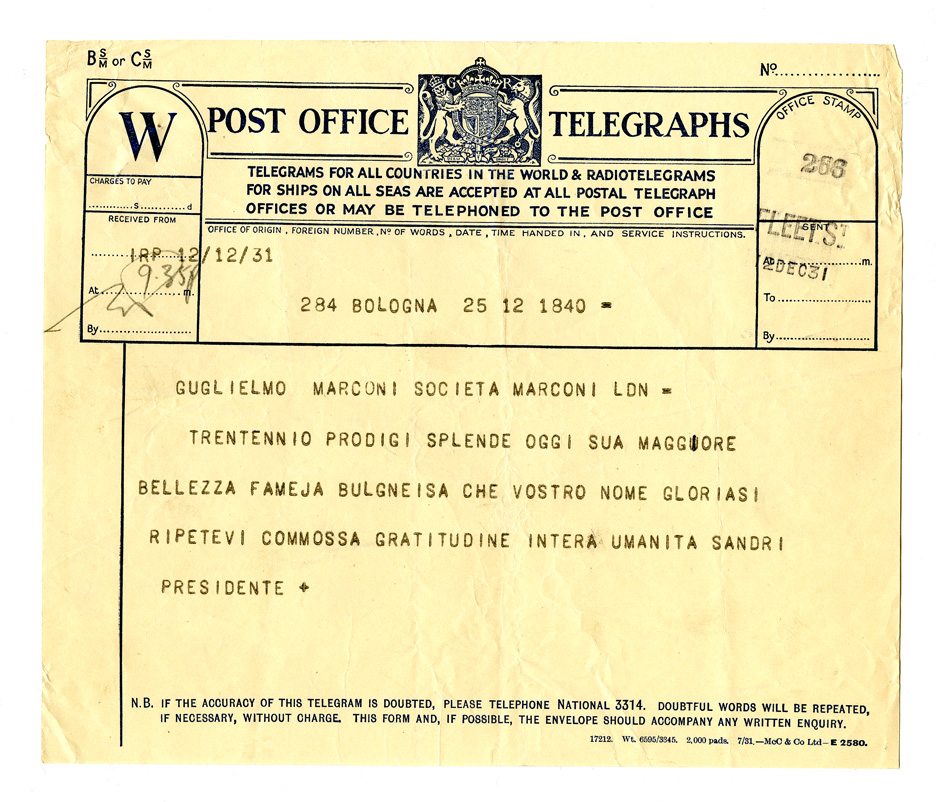 B S/M or C S/M
No....................
W
POST OFFICE TELEGRAPHS
OFFICE STAMP
TELEGRAMS FOR ALL COUNTRIES IN THE WORLD & RADIOTELEGRAMS
FOR SHIPS ON ALL SEAS ARE ACCEPTED AT ALL POSTAL TELEGRAPH
OFFICES OR MAY BE TELEPHONED TO THE POST OFFICE
266
CHARGES TO PAY
..........s..........d
RECEIVED FROM
OFFICE OF ORIGIN, FOREIGN NUMBER, No OF WORDS, DATE, TIME HANDED IN, AND SERVICE INSTRUCTIONS.
SENT
FLEET.ST
IRP 12/12/31
9.35
At....................m.
At....................m.
12DEC31
284 BOLOGNA 25 12 1840 =
To....................
By....................
By....................
GUGLIELMO MARCONI SOCIETA MARCONI LDN =
TRENTENNIO PRODIGI SPLENDE OGGI SUA MAGGIORE
BELLEZZA FAMEJA BULGNEISA CHE VOSTRO NOME GLORIASI
RIPETEVI COMMOSSA GRATITUDINE INTERA UMANITA SANDRI
PRESIDENTE +
N.B. IF THE ACCURACY OF THIS TELEGRAM IS DOUBTED, PLEASE TELEPHONE NATIONAL 3314. DOUBTFUL WORDS WILL BE REPEATED,
IF NECESSARY, WITHOUT CHARGE. THIS FORM AND, IF POSSIBLE, THE ENVELOPE SHOULD ACCOMPANY ANY WRITTEN ENQUIRY.
17212. Wt. 6595/3345. 2,000 pads. 7/31.—McC & Co Ltd—E 2580.